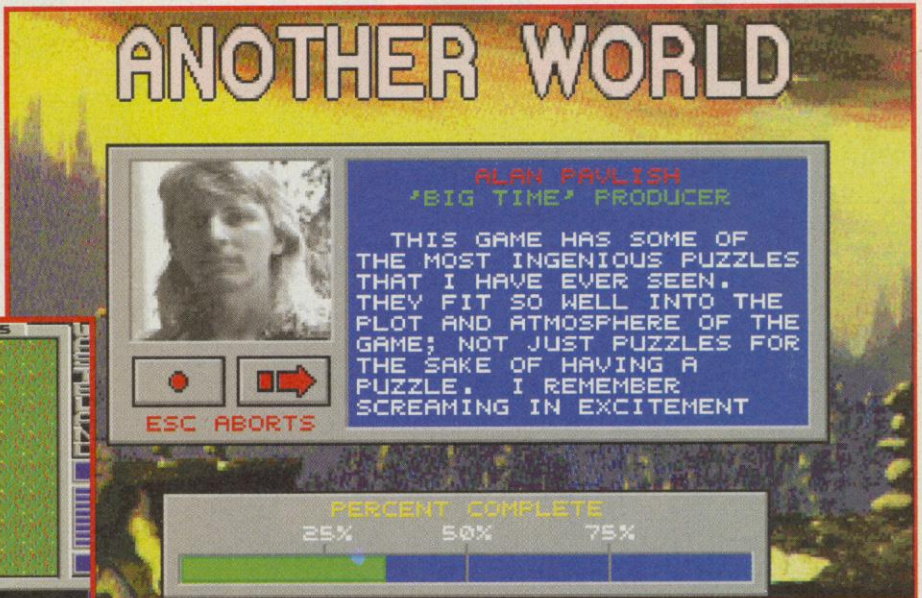 ANOTHER WORLD
ALAN PAVLISH
'BIG TIME' PRODUCER
THIS GAME HAS SOME OF
THE MOST INGENIOUS PUZZLES
THAT I HAVE EVER SEEN.
THEY FIT SO WELL INTO THE
PLOT AND ATMOSPHERE OF THE
GAME; NOT JUST PUZZLES FOR
THE SAKE OF HAVING A
PUZZLE. I REMEMBER
SCREAMING IN EXCITEMENT
ESC ABORTS
PERCENT COMPLETE
25% 50% 75%